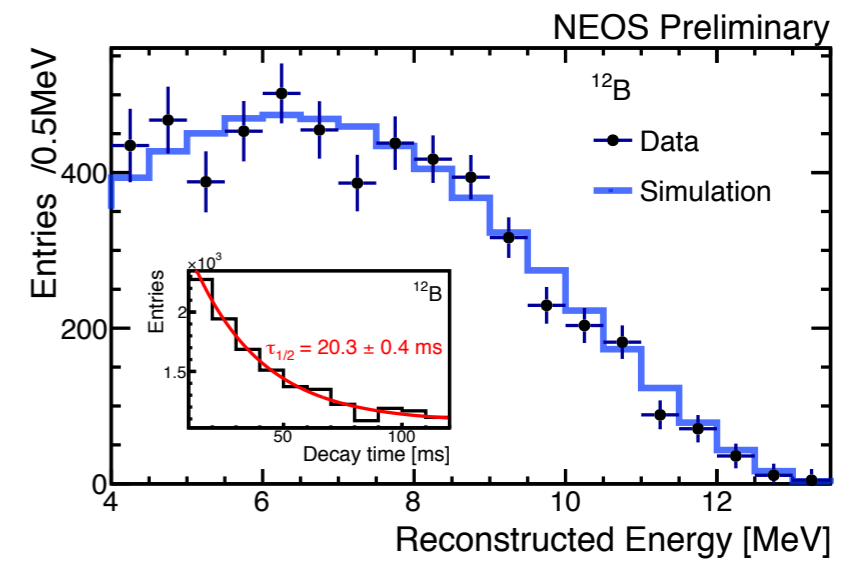 NEOS Preliminary
Entries /0.5MeV
400
200
0
¹²B
Data
Simulation
×10³
Entries
2
1.5
¹²B
τ₁/₂ = 20.3 ± 0.4 ms
50 100
Decay time [ms]
4 6 8 10 12
Reconstructed Energy [MeV]